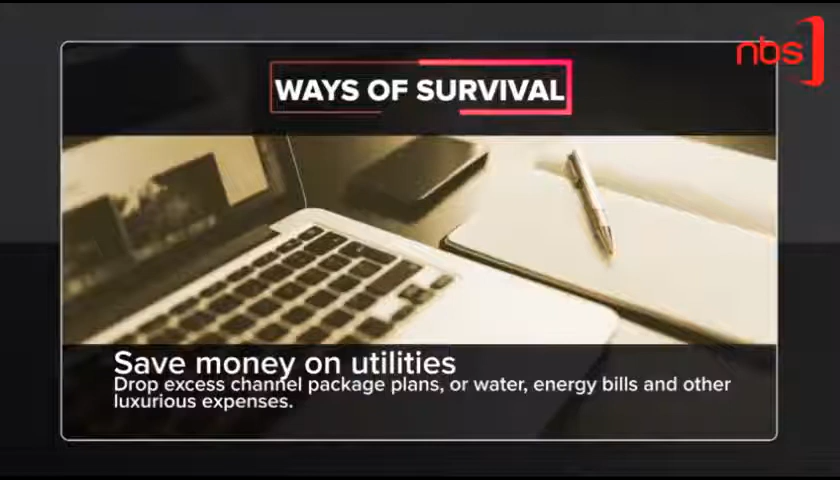 nbs
WAYS OF SURVIVAL
Save money on utilities
Drop excess channel package plans, or water, energy bills and other
luxurious expenses.